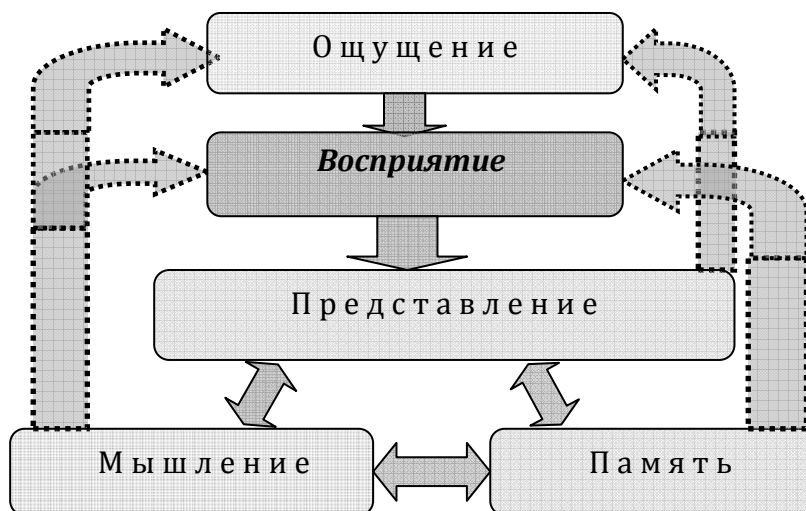 Ощущение
Восприятие
Представление
Мышление
Память